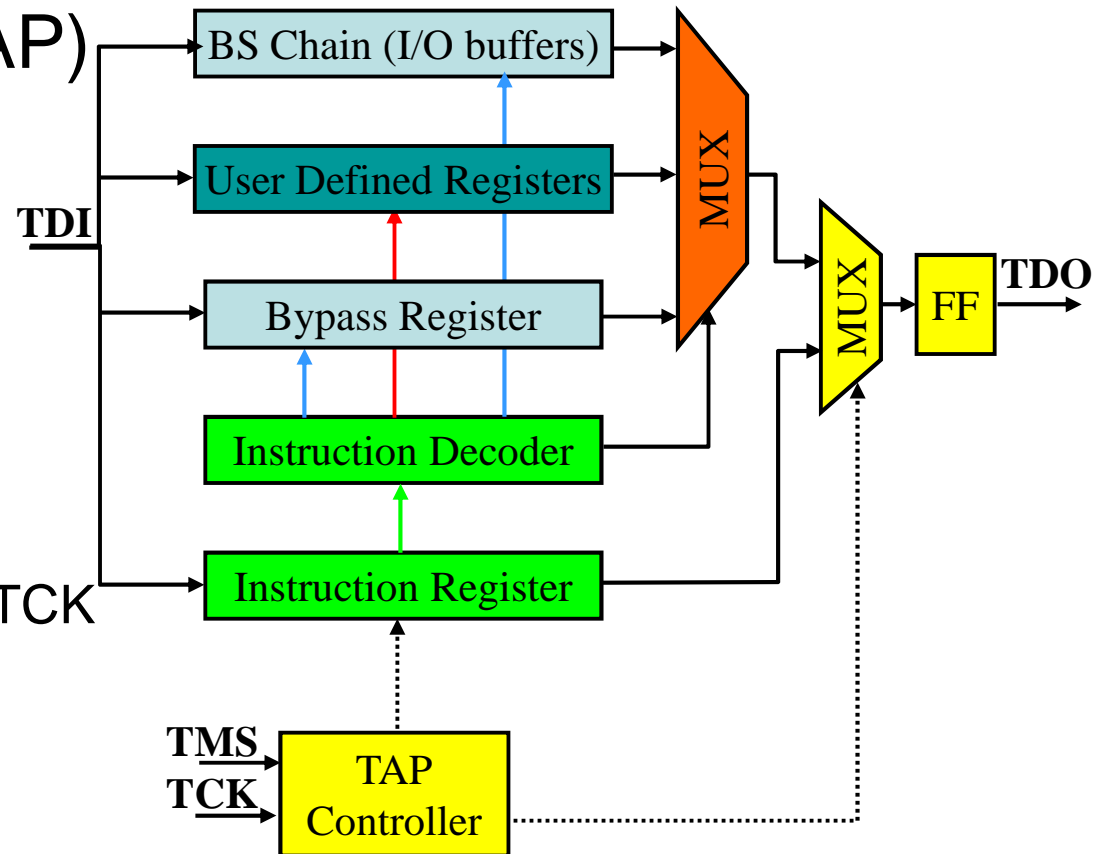 AP)
BS Chain (I/O buffers)
User Defined Registers
MUX
TDI
Bypass Register
MUX
FF
TDO
Instruction Decoder
Instruction Register
TCK
TMS
TCK
TAP
Controller